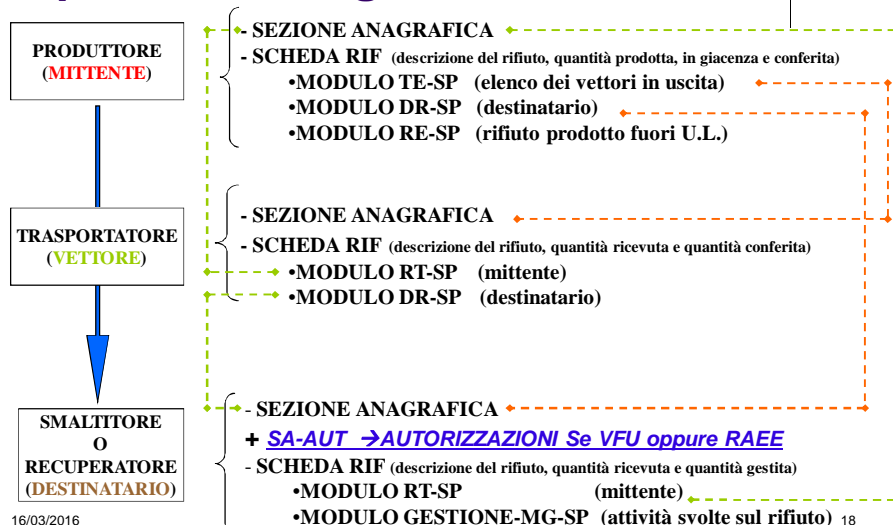 PRODUTTORE
(MITTENTE)
- SEZIONE ANAGRAFICA
- SCHEDA RIF (descrizione del rifiuto, quantità prodotta, in giacenza e conferita)
•MODULO TE-SP (elenco dei vettori in uscita)
•MODULO DR-SP (destinatario)
•MODULO RE-SP (rifiuto prodotto fuori U.L.)
TRASPORTATORE
(VETTORE)
- SEZIONE ANAGRAFICA
- SCHEDA RIF (descrizione del rifiuto, quantità ricevuta e quantità conferita)
•MODULO RT-SP (mittente)
•MODULO DR-SP (destinatario)
SMALTITORE
O
RECUPERATORE
(DESTINATARIO)
- SEZIONE ANAGRAFICA
+ SA-AUT →AUTORIZZAZIONI Se VFU oppure RAEE
- SCHEDA RIF (descrizione del rifiuto, quantità ricevuta e quantità gestita)
•MODULO RT-SP (mittente)
•MODULO GESTIONE-MG-SP (attività svolte sul rifiuto)
16/03/2016
18